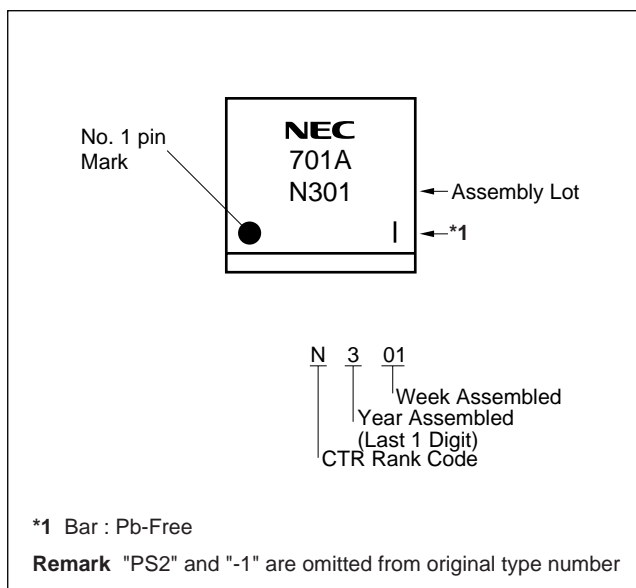 No. 1 pin
Mark
NEC
701A
N301
Assembly Lot
*1
N 3 01
Week Assembled
Year Assembled
(Last 1 Digit)
CTR Rank Code
*1 Bar : Pb-Free
Remark "PS2" and "-1" are omitted from original type number